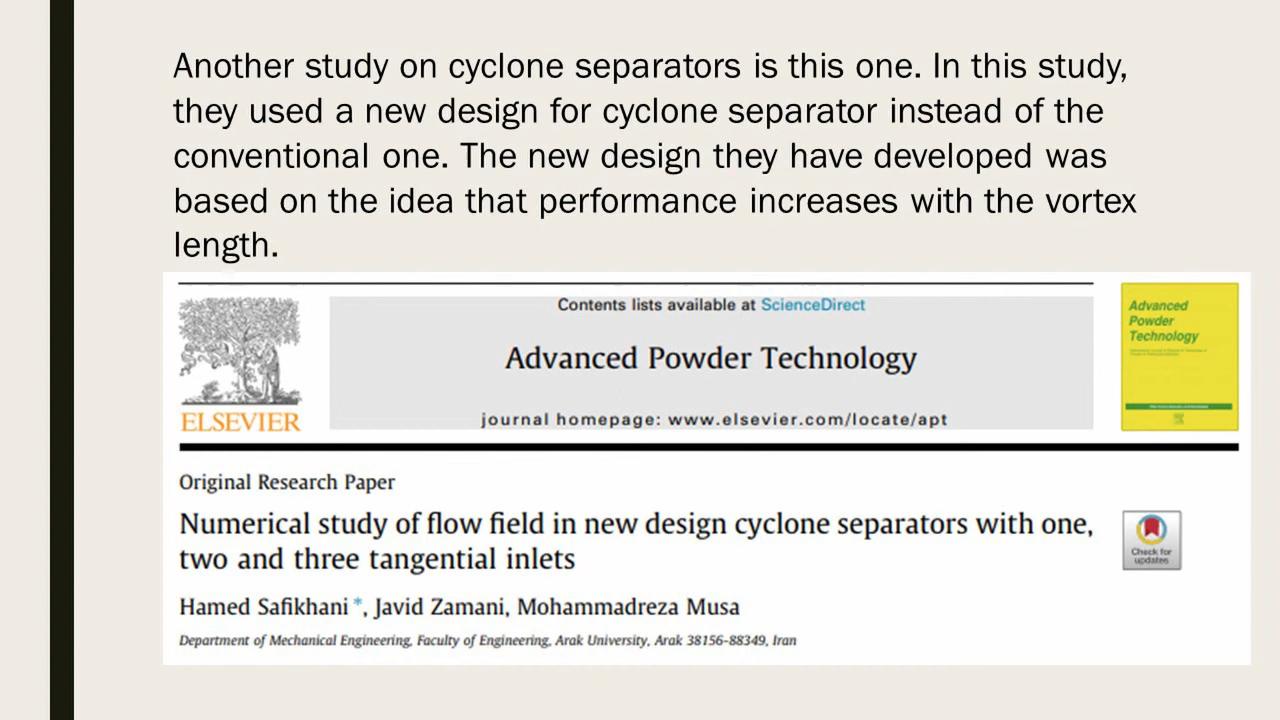 Another study on cyclone separators is this one. In this study,
they used a new design for cyclone separator instead of the
conventional one. The new design they have developed was
based on the idea that performance increases with the vortex
length.
Contents lists available at ScienceDirect
Advanced Powder Technology
journal homepage: www.elsevier.com/locate/apt
ELSEVIER
Advanced
Powder
Technology
Original Research Paper
Numerical study of flow field in new design cyclone separators with one,
two and three tangential inlets
Check for
updates
Hamed Safikhani *, Javid Zamani, Mohammadreza Musa
Department of Mechanical Engineering, Faculty of Engineering, Arak University, Arak 38156-88349, Iran